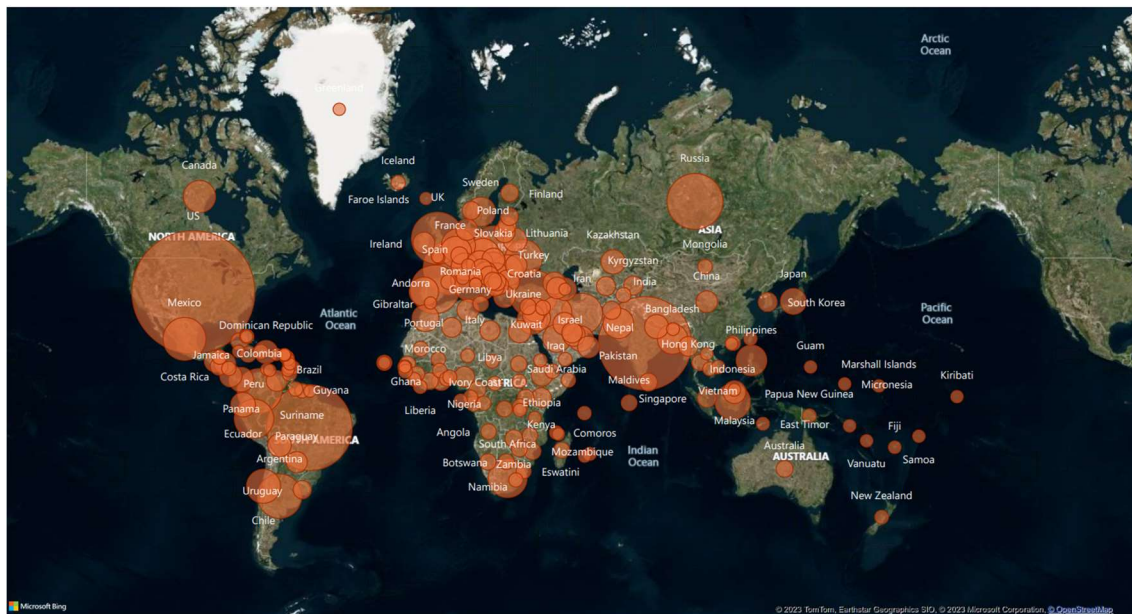 Arctic
Ocean
Greenland
Canada
Iceland
Russia
Faroe Islands
UK
Sweden
Finland
US
NORTH AMERICA
Ireland
France
Poland
Slovakia
Lithuania
Spain
Turkey
Kazakhstan
ASIA
Mongolia
Kyrgyzstan
Andorra
Romania
Croatia
Iran
India
China
Japan
Germany
Ukraine
Mexico
Gibraltar
Bangladesh
South Korea
Pacific
Ocean
Atlantic
Ocean
Dominican Republic
Portugal
Italy
Kuwait
Israel
Nepal
Philippines
Hong Kong
Iraq
Jamaica
Colombia
Morocco
Libya
Pakistan
Guam
Costa Rica
Brazil
Saudi Arabia
Indonesia
Marshall Islands
Peru
Ghana
Ivory Coast
Maldives
Micronesia
Guyana
Vietnam
Papua New Guinea
Kiribati
Panama
Suriname
Liberia
Nigeria
Ethiopia
Singapore
Ecuador
Paraguay
Angola
Kenya
Comoros
Malaysia
East Timor
Fiji
South Africa
Mozambique
Indian
Ocean
Australia
AUSTRALIA
Samoa
Argentina
Botswana
Zambia
Eswatini
Vanuatu
Uruguay
Namibia
New Zealand
Chile
Microsoft Bing
© 2023 TomTom, Earthstar Geographics SIO, © 2023 Microsoft Corporation, © OpenStreetMap